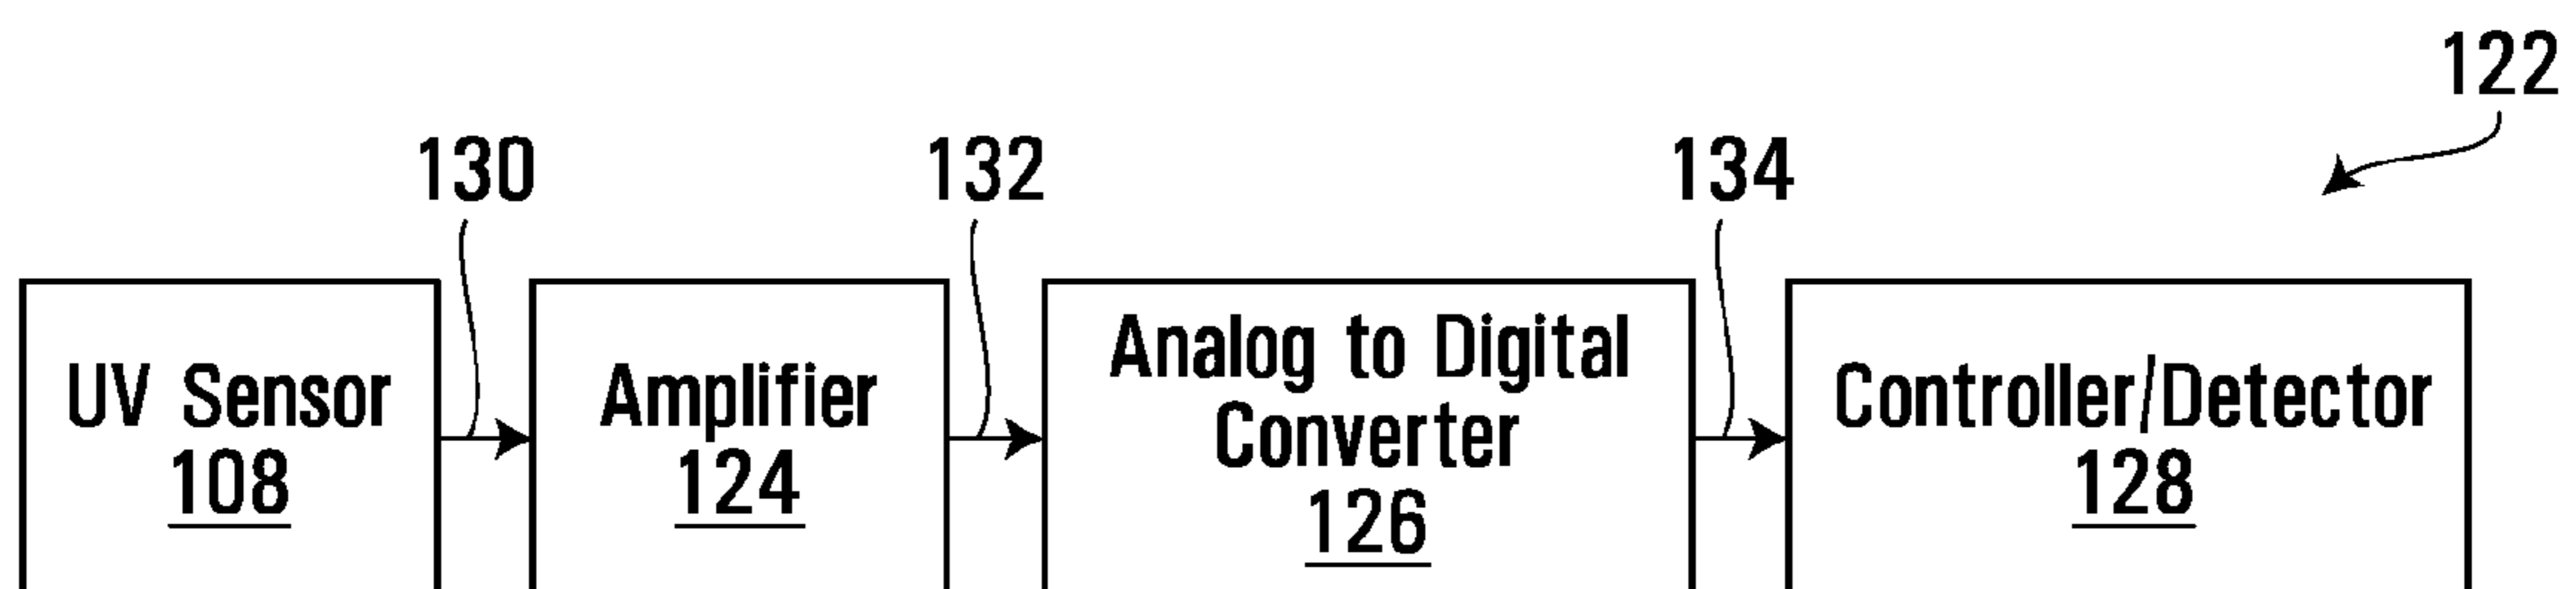 122
130
132
134
UV Sensor
108
Amplifier
124
Analog to Digital
Converter
126
Controller/Detector
128